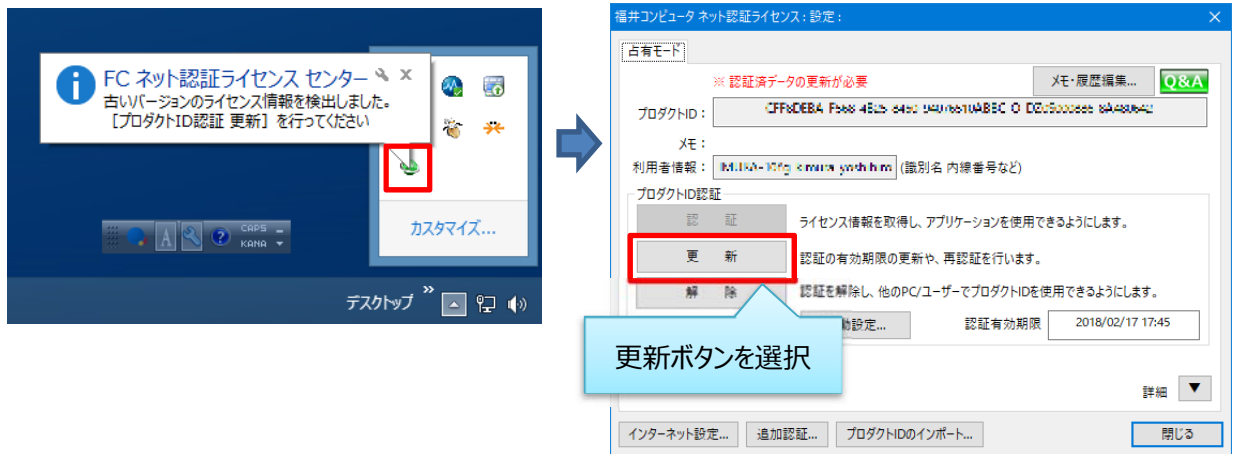 FC ネット認証ライセンス センター
古いバージョンのライセンス情報を検出しました。
［プロダクトID認証 更新］を行ってください
カスタマイズ...
A
CAPS
KANA
デスクトップ
福井コンピュータ ネット認証ライセンス : 設定 :
占有モード
※ 認証済データの更新が必要
メモ・履歴編集...
Q&A
プロダクトID：
メモ：
利用者情報：
(識別名 内線番号など)
プロダクトID認証
認 証
ライセンス情報を取得し、アプリケーションを使用できるようにします。
更 新
認証の有効期限の更新や、再認証を行います。
解 除
認証を解除し、他のPC/ユーザーでプロダクトIDを使用できるようにします。
設定...
認証有効期限
2018/02/17 17:45
更新ボタンを選択
詳細
インターネット設定...
追加認証...
プロダクトIDのインポート...
閉じる